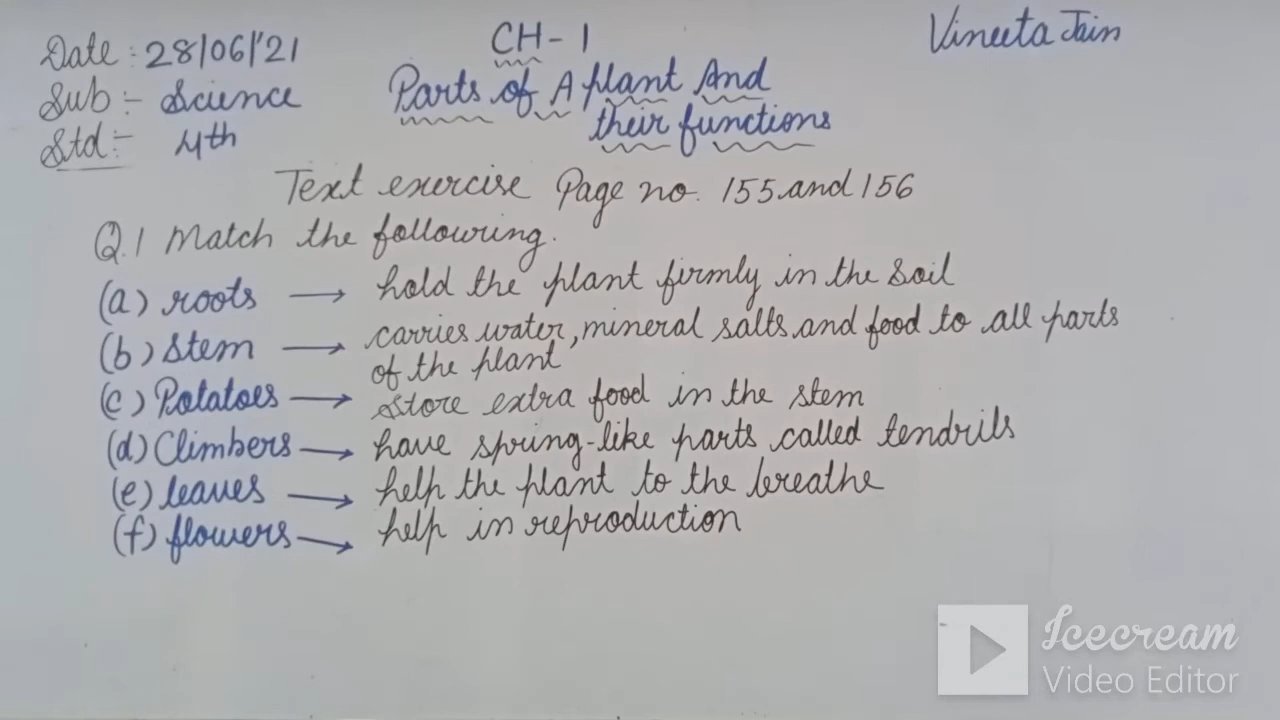 Date : 28/06/'21
CH-1
Vineeta Jain
Sub :- Science
Parts of A plant And
their functions
Std :- 4th
Text exercise Page no. 155 and 156
Q.1 Match the following.
(a) roots → hold the plant firmly in the soil
(b) Stem → carries water, mineral salts and food to all parts
of the plant
(c) Potatoes → store extra food in the stem
(d) Climbers → have spring-like parts called tendrils
(e) leaves → help the plant to the breathe
(f) flowers → help in reproduction
Icecream
Video Editor